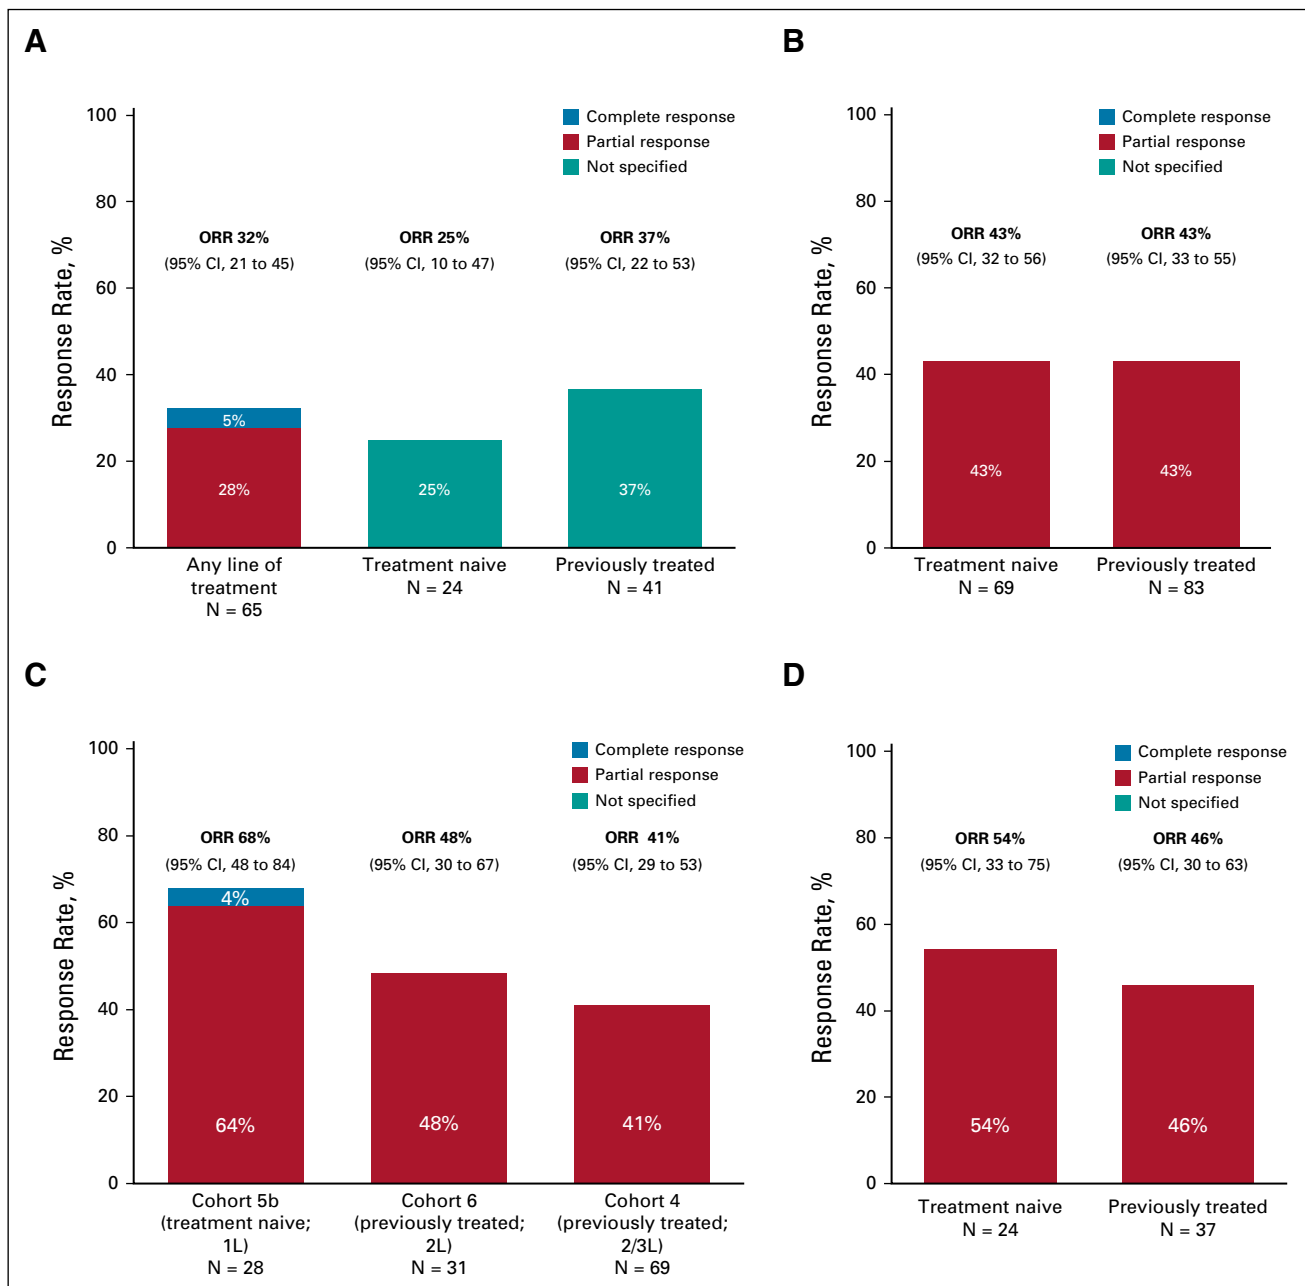 A
100
80
60
40
20
0
Response Rate, %
Complete response
Partial response
Not specified
ORR 32%
(95% CI, 21 to 45)
ORR 25%
(95% CI, 10 to 47)
ORR 37%
(95% CI, 22 to 53)
5%
28%
25%
37%
Any line of
treatment
N = 65
Treatment naive
N = 24
Previously treated
N = 41
B
100
80
60
40
20
0
Response Rate, %
Complete response
Partial response
Not specified
ORR 43%
(95% CI, 32 to 56)
ORR 43%
(95% CI, 33 to 55)
43%
43%
Treatment naive
N = 69
Previously treated
N = 83
C
100
80
60
40
20
0
Response Rate, %
Complete response
Partial response
Not specified
ORR 68%
(95% CI, 48 to 84)
ORR 48%
(95% CI, 30 to 67)
ORR 41%
(95% CI, 29 to 53)
4%
64%
48%
41%
Cohort 5b
(treatment naive;
1L)
N = 28
Cohort 6
(previously treated;
2L)
N = 31
Cohort 4
(previously treated;
2/3L)
N = 69
D
100
80
60
40
20
0
Response Rate, %
Complete response
Partial response
Not specified
ORR 54%
(95% CI, 33 to 75)
ORR 46%
(95% CI, 30 to 63)
54%
46%
Treatment naive
N = 24
Previously treated
N = 37